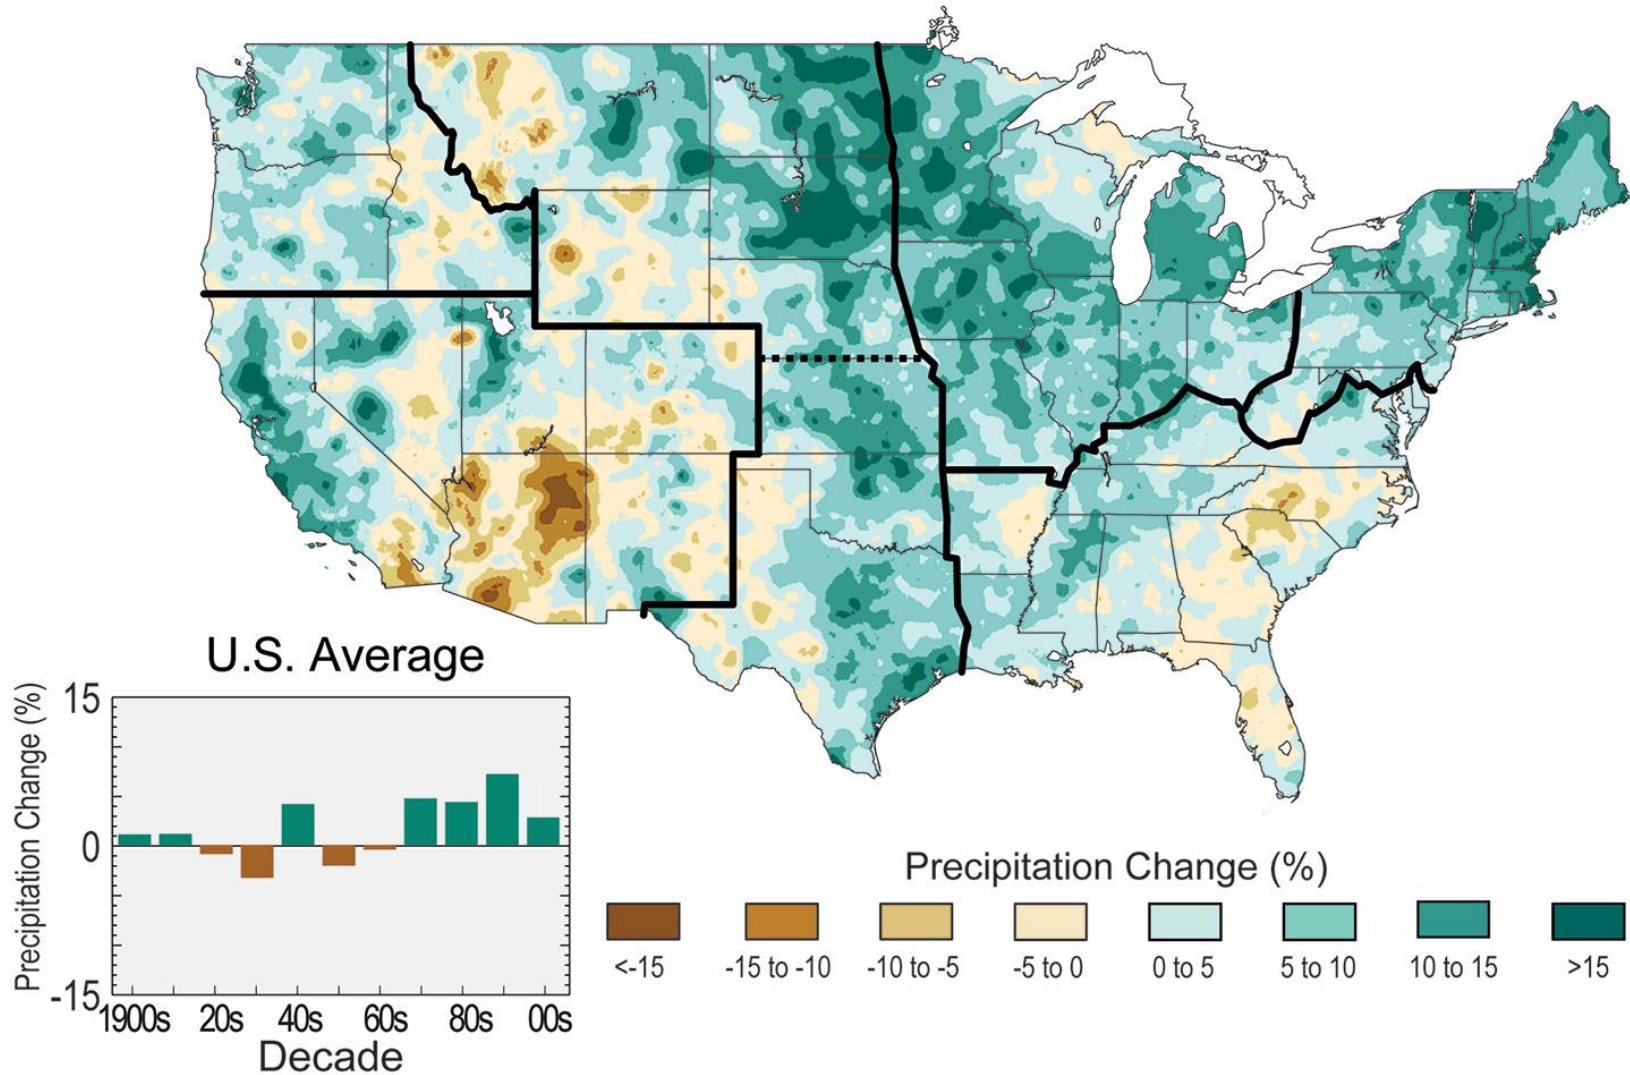 U.S. Average
Precipitation Change (%)
15
0
-15
1900s 20s 40s 60s 80s 00s
Decade
Precipitation Change (%)
<-15 -15 to -10 -10 to -5 -5 to 0 0 to 5 5 to 10 10 to 15 >15